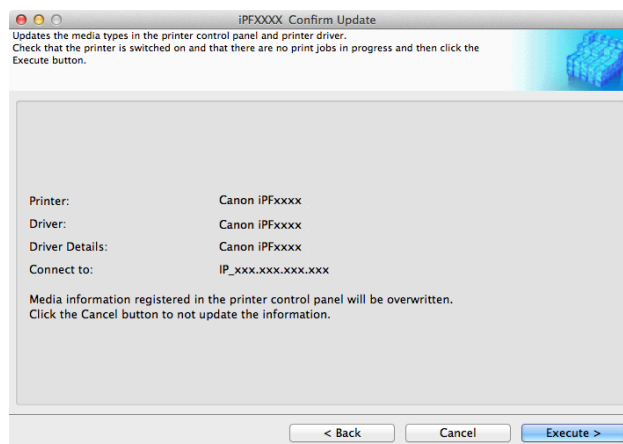 iPFXXXX Confirm Update
Updates the media types in the printer control panel and printer driver.
Check that the printer is switched on and that there are no print jobs in progress and then click the
Execute button.
Printer: Canon iPFxxxx
Driver: Canon iPFxxxx
Driver Details: Canon iPFxxxx
Connect to: IP_xxx.xxx.xxx.xxx
Media information registered in the printer control panel will be overwritten.
Click the Cancel button to not update the information.
< Back Cancel Execute >